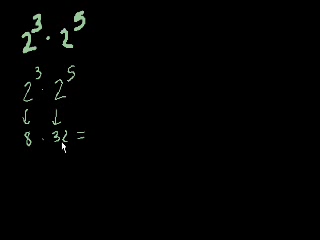 2³ · 2⁵
2³ · 2⁵
↓ ↓
8 · 32 =